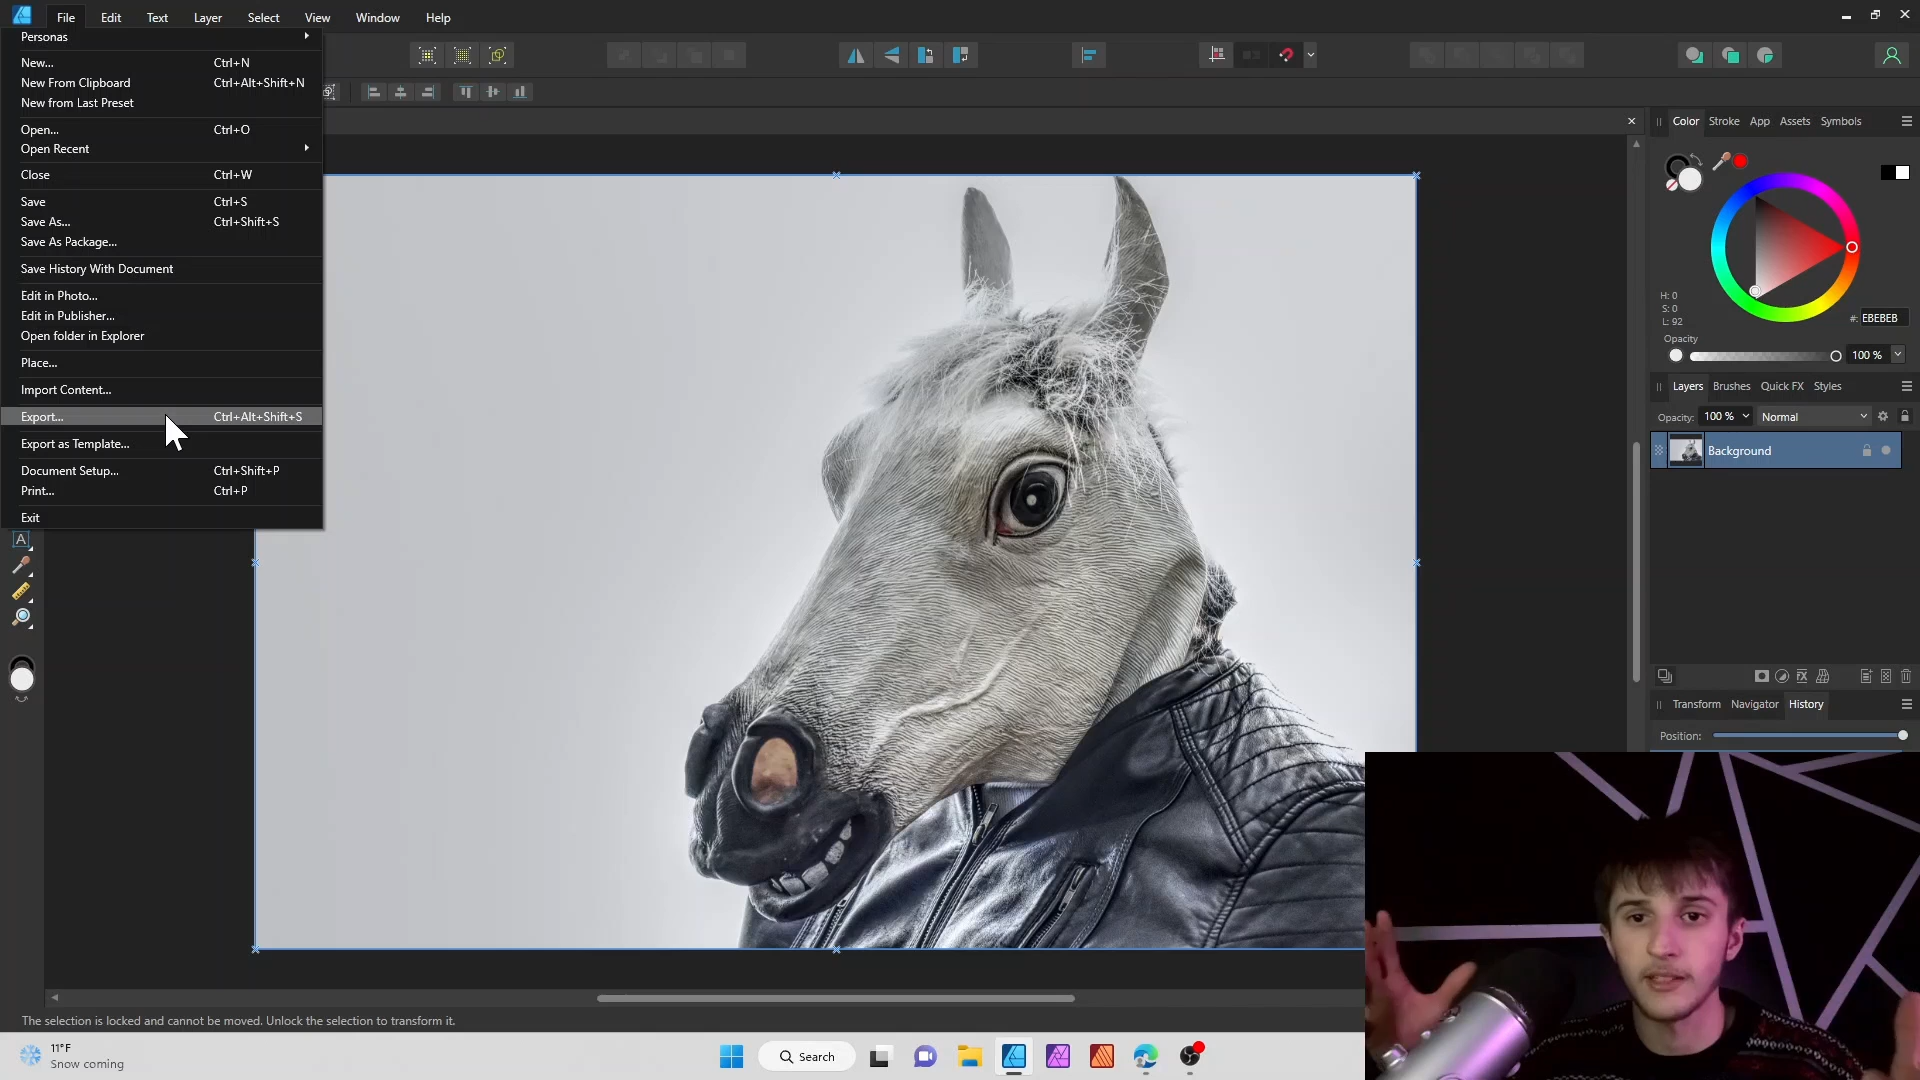 File Edit Text Layer Select View Window Help
Personas
New... Ctrl+N
New From Clipboard Ctrl+Alt+Shift+N
New from Last Preset
Open... Ctrl+O
Open Recent
Close Ctrl+W
Save Ctrl+S
Save As... Ctrl+Shift+S
Save As Package...
Save History With Document
Edit in Photo...
Edit in Publisher...
Open folder in Explorer
Place...
Import Content...
Export... Ctrl+Alt+Shift+S
Export as Template...
Document Setup... Ctrl+Shift+P
Print... Ctrl+P
Exit
A
Color Stroke App Assets Symbols
H: 0
S: 0
L: 92
#: EBEBEB
Opacity
100 %
Layers Brushes Quick FX Styles
Opacity: 100 % Normal
Background
Transform Navigator History
Position:
The selection is locked and cannot be moved. Unlock the selection to transform it.
11°F
Snow coming
Search